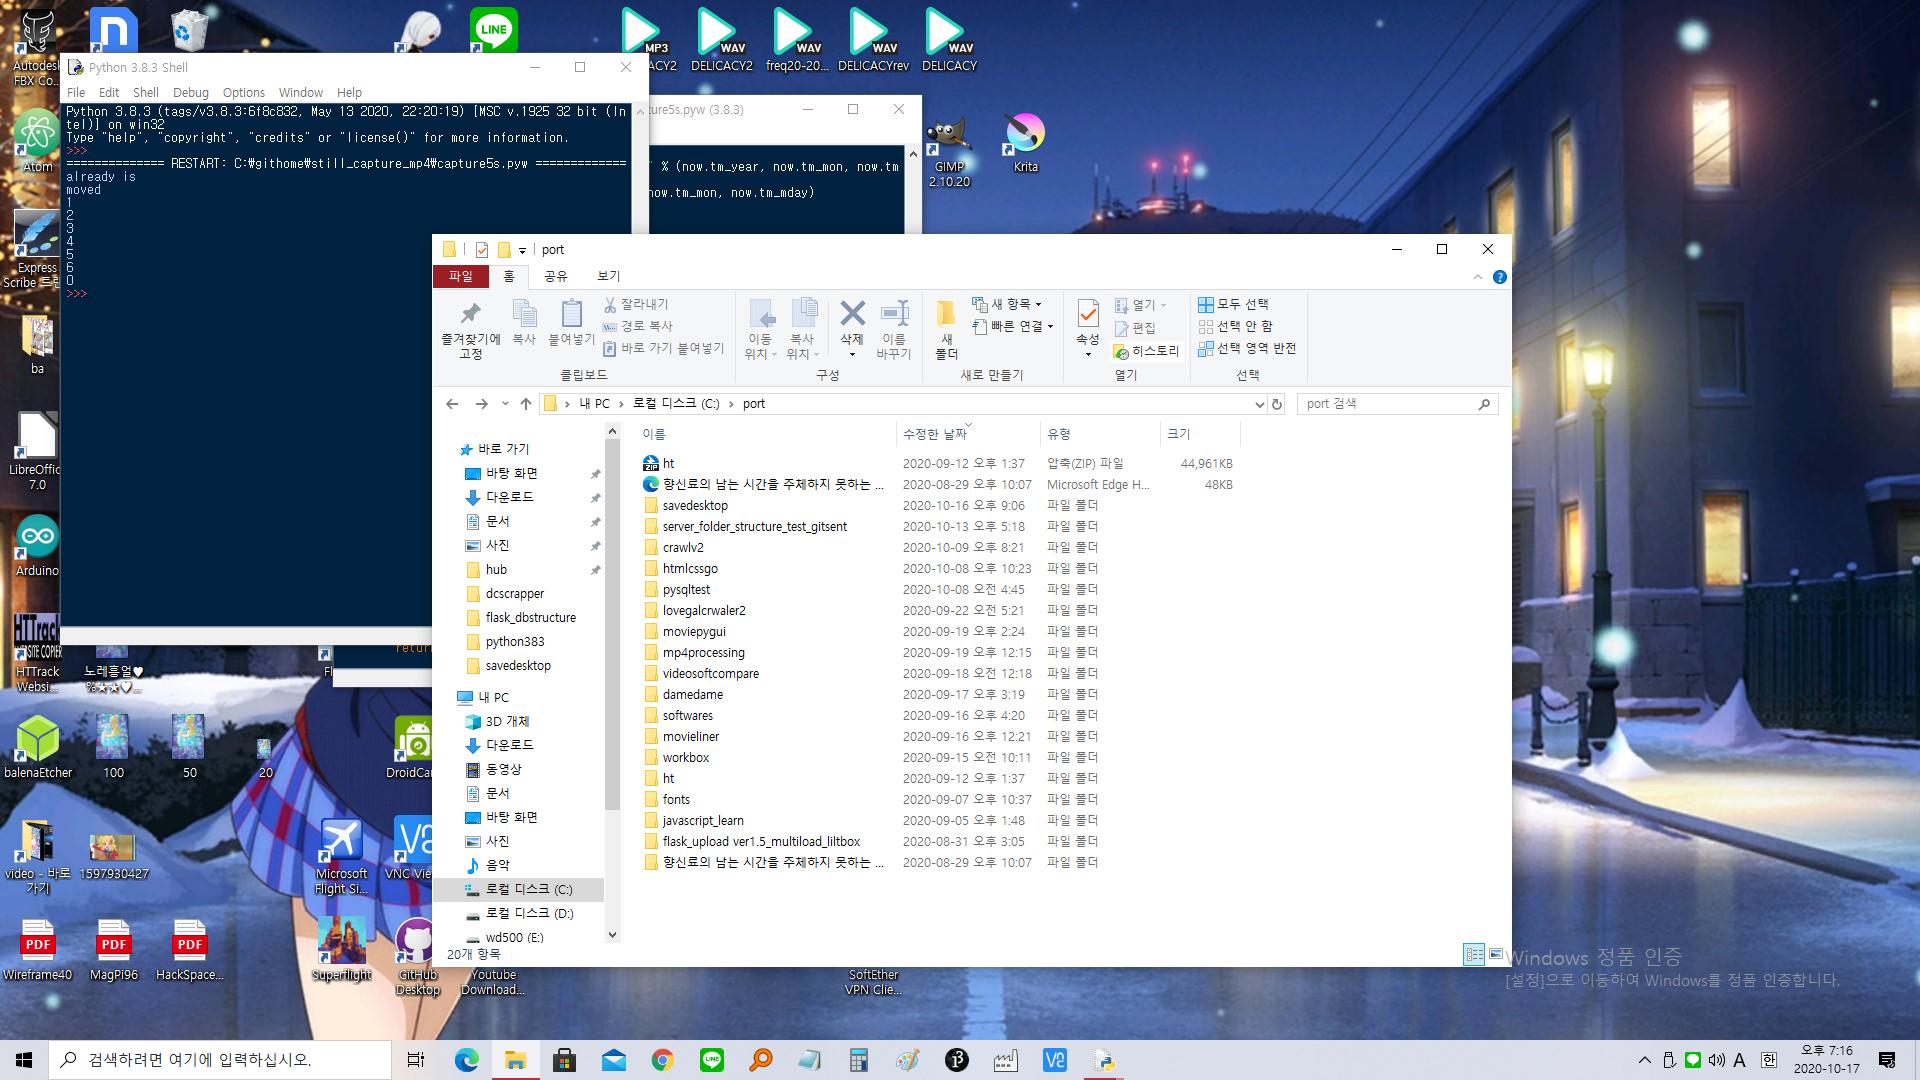 Autodesk
FBX Co...
LINE
MP3
WAV
WAV
WAV
WAV
ACY2
DELICACY2
freq20-20...
DELICACYrev
DELICACY
Python 3.8.3 Shell
File Edit Shell Debug Options Window Help
Python 3.8.3 (tags/v3.8.3:6f8c832, May 13 2020, 22:20:19) [MSC v.1925 32 bit (In
tel)] on win32
Type "help", "copyright", "credits" or "license()" for more information.
>>>
============== RESTART: C:₩githome₩still_capture_mp4₩capture5s.pyw =============
already is
moved
1
2
3
4
5
6
0
>>>
ture5s.pyw (3.8.3)
" % (now.tm_year, now.tm_mon, now.tm
now.tm_mon, now.tm_mday)
return
GIMP
2.10.20
Krita
Atom
Express
Scribe 트린
ba
LibreOffic
7.0
Arduino
HTTrack
WEBSITE COPIER
HTTrack
Websi...
노레흥얼♥
%★★♥...
Fl
balenaEtcher
100
50
20
DroidCam
video - 바로
가기
1597930427
Microsoft
Flight Si...
VNC Vie
PDF
PDF
PDF
Wireframe40
MagPi96
HackSpace...
Superflight
GitHub
Desktop
Youtube
Download...
SoftEther
VPN Clie...
port
파일 홈 공유 보기
즐겨찾기에
고정
복사
붙여넣기
잘라내기
경로 복사
바로 가기 붙여넣기
클립보드
이동
위치
복사
위치
삭제
이름
바꾸기
구성
새
폴더
새 항목
빠른 연결
새로 만들기
속성
열기
편집
히스토리
열기
모두 선택
선택 안 함
선택 영역 반전
선택
내 PC › 로컬 디스크 (C:) › port
port 검색
바로 가기
바탕 화면
다운로드
문서
사진
hub
dcscrapper
flask_dbstructure
python383
savedesktop
내 PC
3D 개체
다운로드
동영상
문서
바탕 화면
사진
음악
로컬 디스크 (C:)
로컬 디스크 (D:)
wd500 (E:)
이름 수정한 날짜 유형 크기
ZIP
ht 2020-09-12 오후 1:37 압축(ZIP) 파일 44,961KB
향신료의 남는 시간을 주체하지 못하는 ... 2020-08-29 오후 10:07 Microsoft Edge H... 48KB
savedesktop 2020-10-16 오후 9:06 파일 폴더
server_folder_structure_test_gitsent 2020-10-13 오후 5:18 파일 폴더
crawlv2 2020-10-09 오후 8:21 파일 폴더
htmlcssgo 2020-10-08 오후 10:23 파일 폴더
pysqltest 2020-10-08 오전 4:45 파일 폴더
lovegalcrwaler2 2020-09-22 오전 5:21 파일 폴더
moviepygui 2020-09-19 오후 2:24 파일 폴더
mp4processing 2020-09-19 오후 12:15 파일 폴더
videosoftcompare 2020-09-18 오전 12:18 파일 폴더
damedame 2020-09-17 오후 3:19 파일 폴더
softwares 2020-09-16 오후 4:20 파일 폴더
movieliner 2020-09-16 오후 12:21 파일 폴더
workbox 2020-09-15 오전 10:11 파일 폴더
ht 2020-09-12 오후 1:37 파일 폴더
fonts 2020-09-07 오후 10:37 파일 폴더
javascript_learn 2020-09-05 오후 1:48 파일 폴더
flask_upload ver1.5_multiload_liltbox 2020-08-31 오후 3:05 파일 폴더
향신료의 남는 시간을 주체하지 못하는 ... 2020-08-29 오후 10:07 파일 폴더
20개 항목
Windows 정품 인증
[설정]으로 이동하여 Windows를 정품 인증합니다.
검색하려면 여기에 입력하십시오.
A
한
오후 7:16
2020-10-17